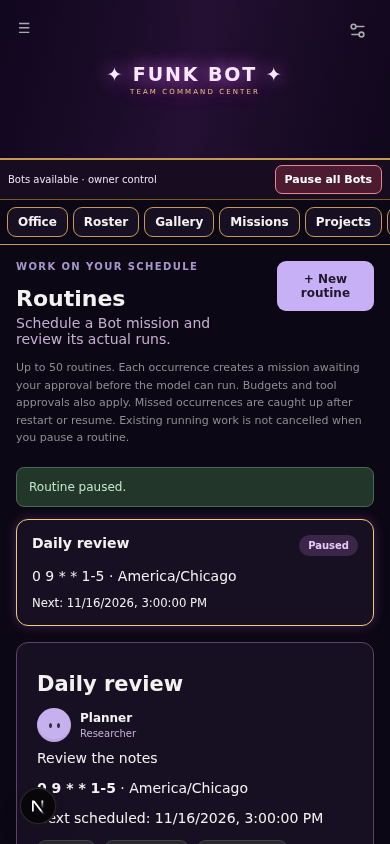 ✦ FUNK BOT ✦
TEAM COMMAND CENTER
Bots available · owner control
Pause all Bots
Office
Roster
Gallery
Missions
Projects
WORK ON YOUR SCHEDULE
+ New
routine
Routines
Schedule a Bot mission and
review its actual runs.
Up to 50 routines. Each occurrence creates a mission awaiting
your approval before the model can run. Budgets and tool
approvals also apply. Missed occurrences are caught up after
restart or resume. Existing running work is not cancelled when
you pause a routine.
Routine paused.
Daily review
Paused
0 9 * * 1-5 · America/Chicago
Next: 11/16/2026, 3:00:00 PM
Daily review
Planner
Researcher
Review the notes
0 9 * * 1-5 · America/Chicago
N
ext scheduled: 11/16/2026, 3:00:00 PM